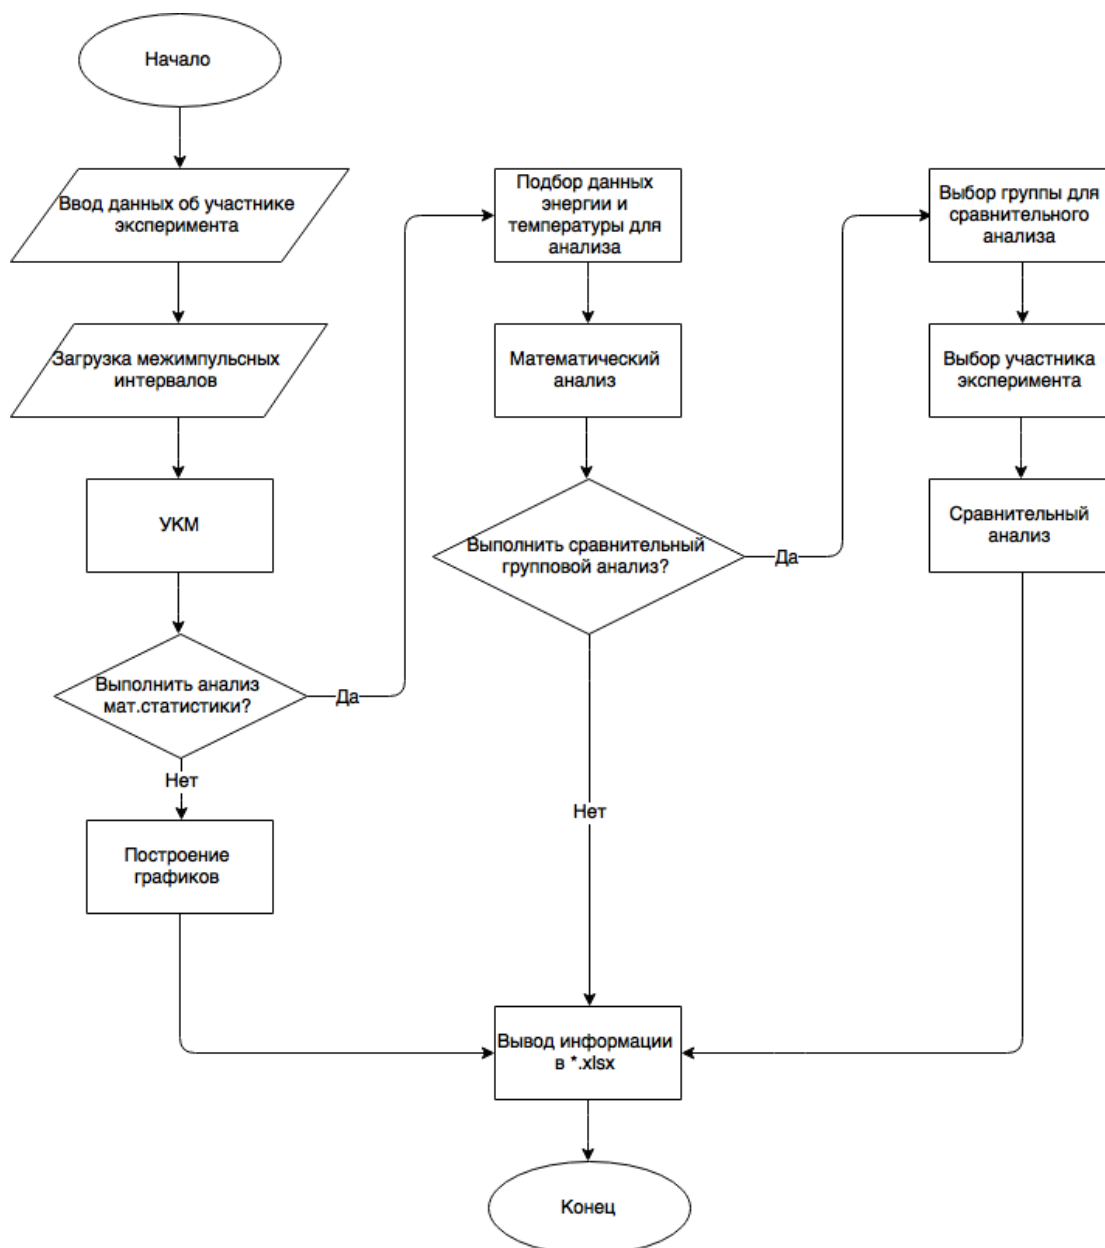 Начало
Ввод данных об участнике
эксперимента
Загрузка межимпульсных
интервалов
УКМ
Выполнить анализ
мат.статистики?
Да
Нет
Построение
графиков
Подбор данных
энергии и
температуры для
анализа
Математический
анализ
Выполнить сравнительный
групповой анализ?
Да
Нет
Выбор группы для
сравнительного
анализа
Выбор участника
эксперимента
Сравнительный
анализ
Вывод информации
в *.xlsx
Конец